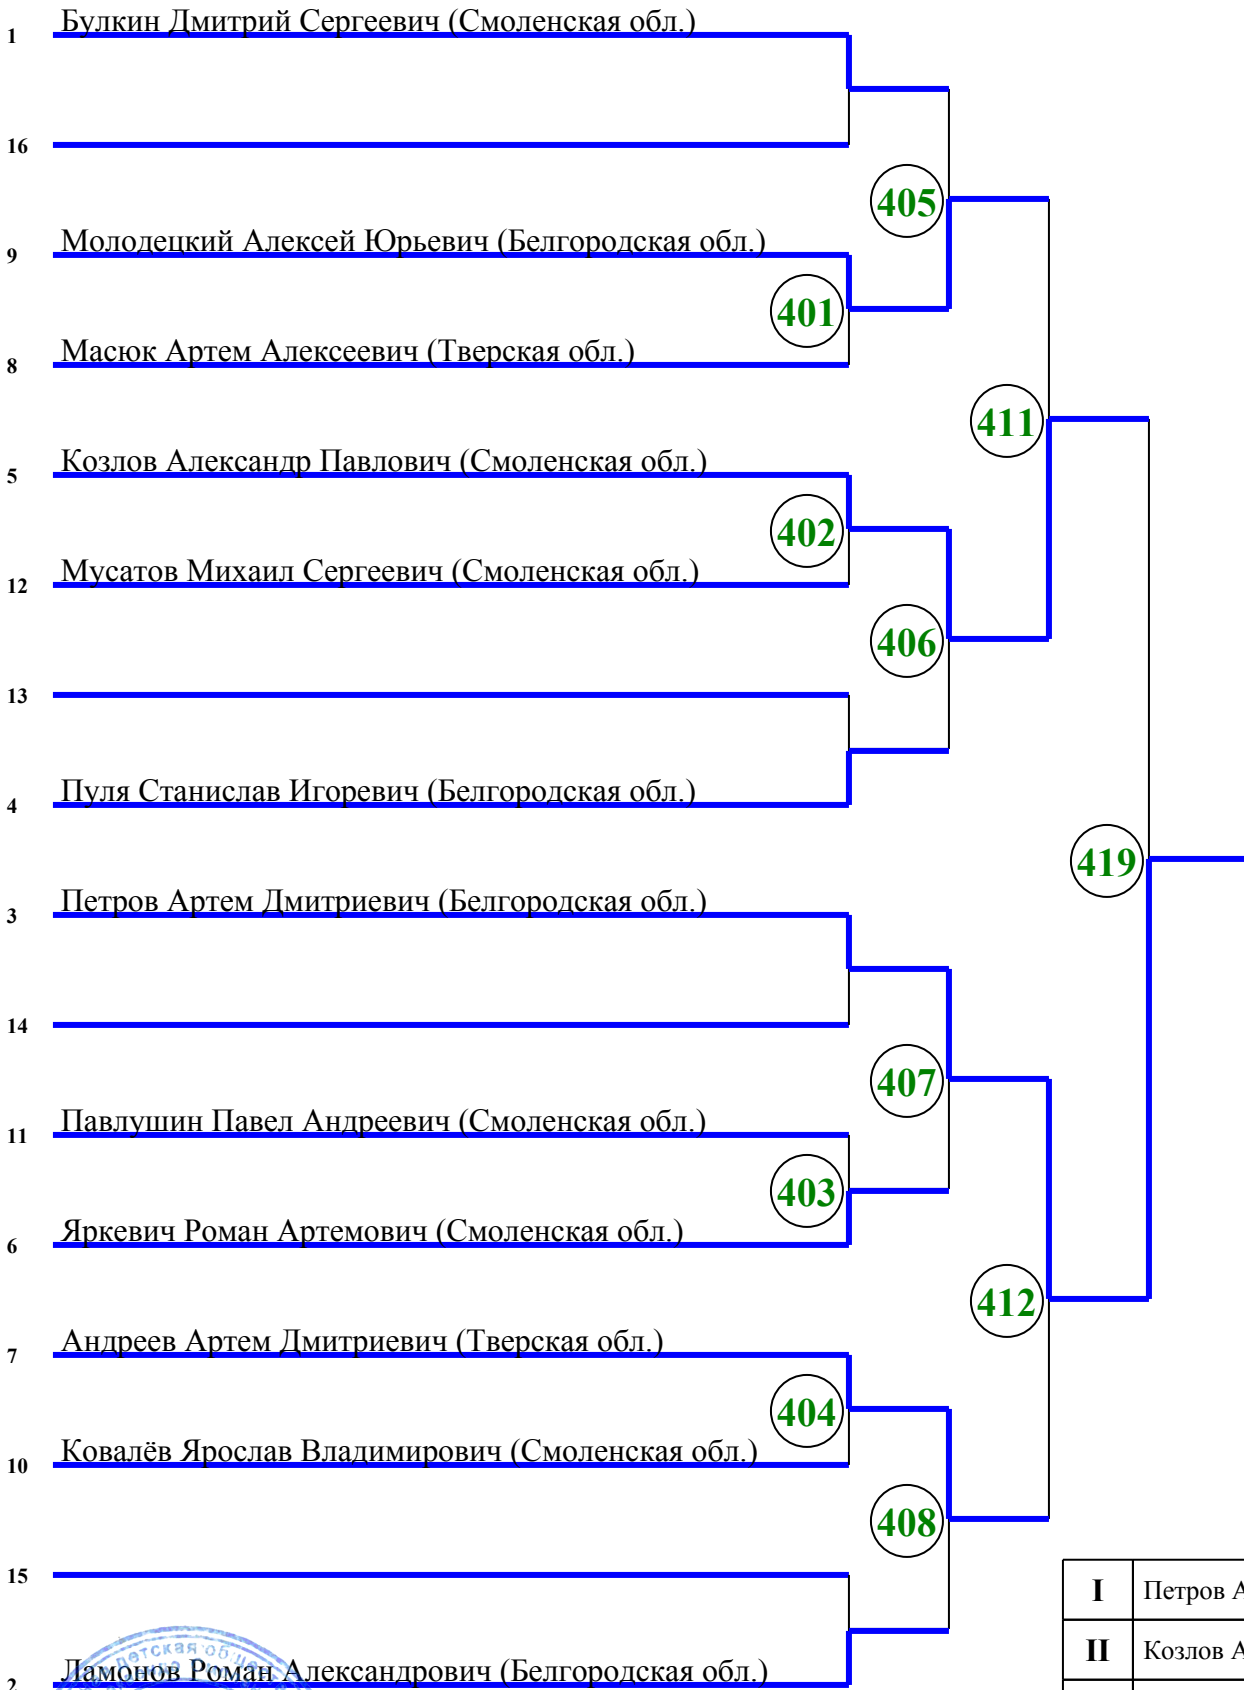 1 Булкин Дмитрий Сергеевич (Смоленская обл.)
16
405
9 Молодецкий Алексей Юрьевич (Белгородская обл.)
401
8 Масюк Артем Алексеевич (Тверская обл.)
411
5 Козлов Александр Павлович (Смоленская обл.)
402
12 Мусатов Михаил Сергеевич (Смоленская обл.)
406
13
4 Пуля Станислав Игоревич (Белгородская обл.)
419
3 Петров Артем Дмитриевич (Белгородская обл.)
14
407
11 Павлушин Павел Андреевич (Смоленская обл.)
403
6 Яркевич Роман Артемович (Смоленская обл.)
412
7 Андреев Артем Дмитриевич (Тверская обл.)
404
10 Ковалёв Ярослав Владимирович (Смоленская обл.)
408
15
I Петров А
II Козлов А
детская
2 Ламонов Роман Александрович (Белгородская обл.)